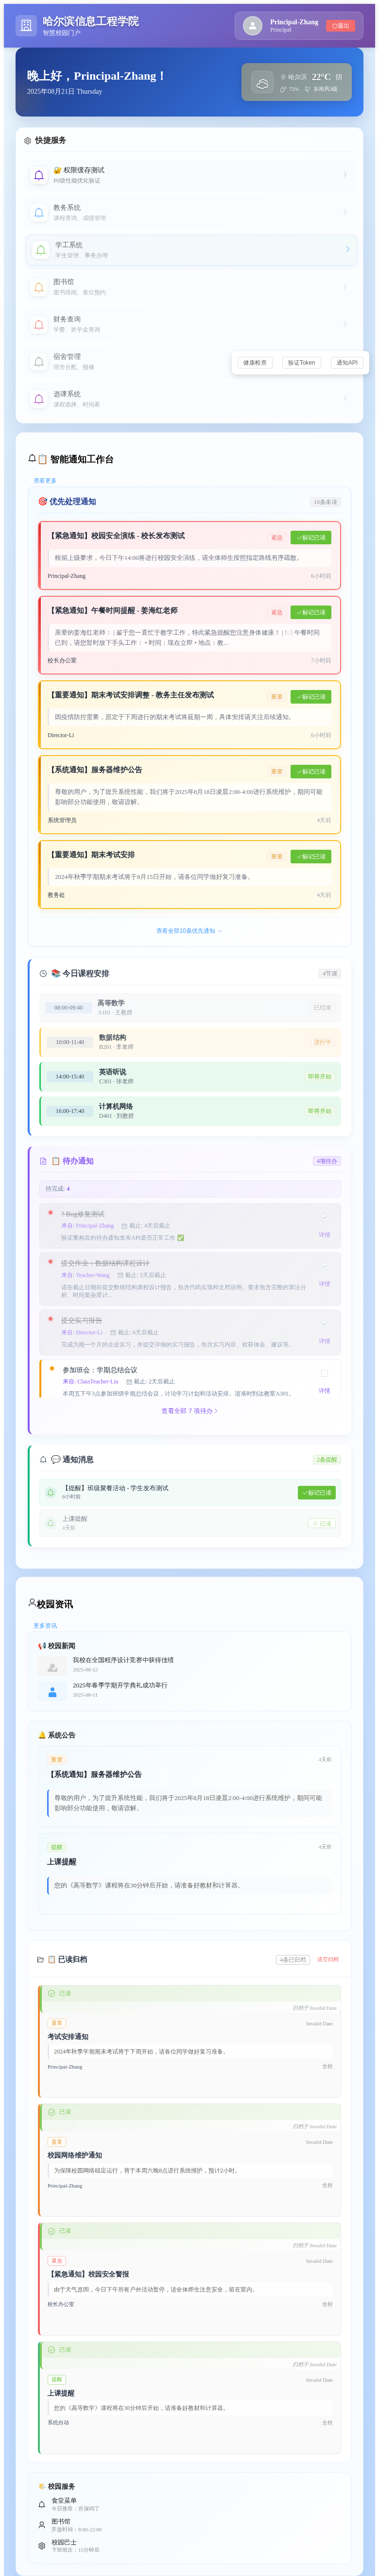 哈尔滨信息工程学院
智慧校园门户
Principal-Zhang
Principal
退出
晚上好，Principal-Zhang！
2025年08月21日 Thursday
哈尔滨 22°C 阴
72% 东南风2级
快捷服务
🔐 权限缓存测试
P0级性能优化验证
教务系统
课程查询、成绩管理
学工系统
学生管理、事务办理
图书馆
图书借阅、座位预约
财务查询
学费、奖学金查询
宿舍管理
宿舍分配、报修
健康检查 验证Token 通知API
选课系统
课程选择、时间表
📋 智能通知工作台
查看更多
🎯 优先处理通知
10条未读
【紧急通知】校园安全演练 - 校长发布测试
紧急 ✓标记已读
根据上级要求，今日下午14:00将进行校园安全演练，请全体师生按照指定路线有序疏散。
Principal-Zhang 6小时前
【紧急通知】午餐时间提醒 - 姜海红老师
紧急 ✓标记已读
亲爱的姜海红老师：
鉴于您一直忙于教学工作，特此紧急提醒您注意身体健康！
午餐时间
已到，请您暂时放下手头工作： • 时间：现在立即 • 地点：教...
校长办公室 7小时前
【重要通知】期末考试安排调整 - 教务主任发布测试
重要 ✓标记已读
因疫情防控需要，原定于下周进行的期末考试将延期一周，具体安排请关注后续通知。
Director-Li 6小时前
【系统通知】服务器维护公告
重要 ✓标记已读
尊敬的用户，为了提升系统性能，我们将于2025年8月18日凌晨2:00-4:00进行系统维护，期间可能
影响部分功能使用，敬请谅解。
系统管理员 4天前
【重要通知】期末考试安排
重要 ✓标记已读
2024年秋季学期期末考试将于8月15日开始，请各位同学做好复习准备。
教务处 4天前
查看全部10条优先通知 →
📚 今日课程安排
4节课
08:00-09:40 高等数学
A101 · 王教授
已结束
10:00-11:40 数据结构
B201 · 李老师
进行中
14:00-15:40 英语听说
C301 · 张老师
即将开始
16:00-17:40 计算机网络
D401 · 刘教授
即将开始
📋 待办通知
4项待办
待完成: 4
Bug修复测试
来自: Principal-Zhang 截止: 4天后截止
验证重构后的待办通知发布API是否正常工作 ✅
详情
提交作业：数据结构课程设计
来自: Teacher-Wang 截止: 5天后截止
请在截止日期前提交数据结构课程设计报告，包含代码实现和文档说明。要求包含完整的算法分
析、时间复杂度计...
详情
提交实习报告
来自: Director-Li 截止: 6天后截止
完成为期一个月的企业实习，并提交详细的实习报告，包含实习内容、收获体会、建议等。
详情
参加班会：学期总结会议
来自: ClassTeacher-Liu 截止: 2天后截止
本周五下午3点参加班级学期总结会议，讨论学习计划和活动安排。请准时到达教室A301。
详情
查看全部 7 项待办
💬 通知消息
2条提醒
【提醒】班级聚餐活动 - 学生发布测试
6小时前
✓标记已读
上课提醒
4天前
已读
校园资讯
更多资讯
📢 校园新闻
我校在全国程序设计竞赛中获得佳绩
2025-08-12
2025年春季学期开学典礼成功举行
2025-08-11
🔔 系统公告
重要 4天前
【系统通知】服务器维护公告
尊敬的用户，为了提升系统性能，我们将于2025年8月18日凌晨2:00-4:00进行系统维护，期间可能
影响部分功能使用，敬请谅解。
提醒 4天前
上课提醒
您的《高等数学》课程将在30分钟后开始，请准备好教材和计算器。
📋 已读归档
4条已归档 清空归档
已读
归档于 Invalid Date
重要 Invalid Date
考试安排通知
2024年秋季学期期末考试将于下周开始，请各位同学做好复习准备。
Principal-Zhang 全校
已读
归档于 Invalid Date
重要 Invalid Date
校园网络维护通知
为保障校园网络稳定运行，将于本周六晚8点进行系统维护，预计2小时。
Principal-Zhang 全校
已读
归档于 Invalid Date
紧急 Invalid Date
【紧急通知】校园安全警报
由于天气原因，今日下午所有户外活动暂停，请全体师生注意安全，留在室内。
校长办公室 全校
已读
归档于 Invalid Date
提醒 Invalid Date
上课提醒
您的《高等数学》课程将在30分钟后开始，请准备好教材和计算器。
系统自动 全校
校园服务
食堂菜单
今日推荐：宫保鸡丁
图书馆
开放时间：8:00-22:00
校园巴士
下班班次：15分钟后